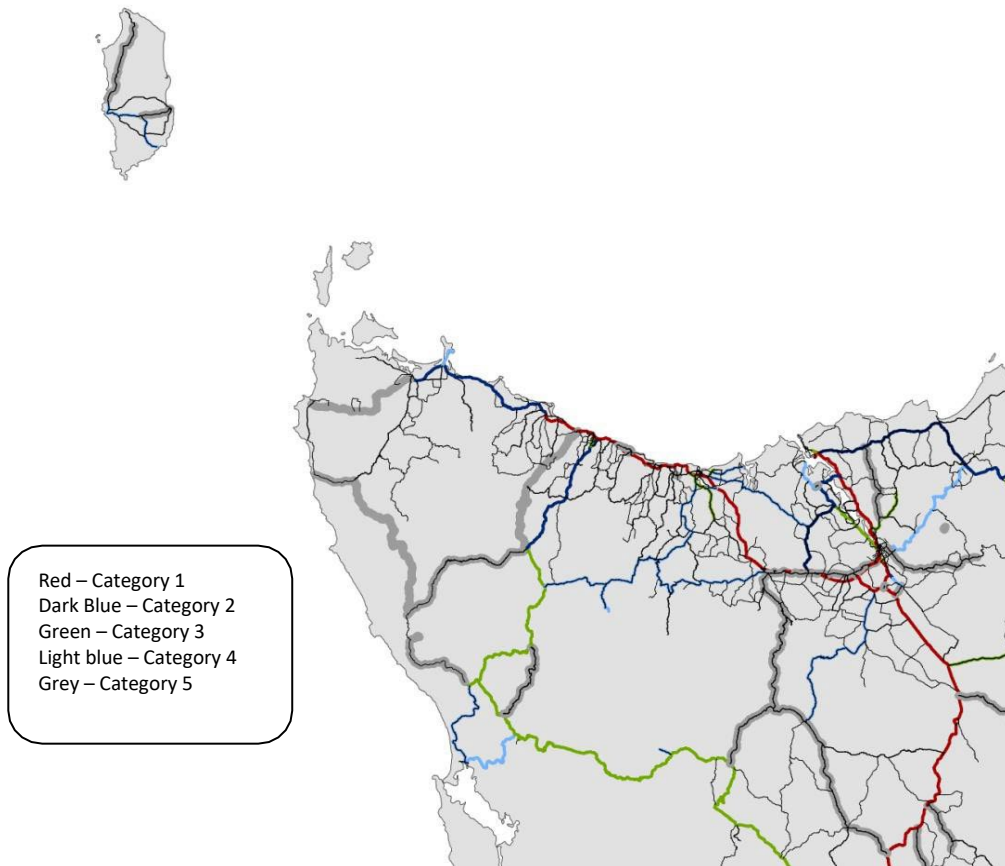 Red – Category 1
Dark Blue – Category 2
Green – Category 3
Light blue – Category 4
Grey – Category 5